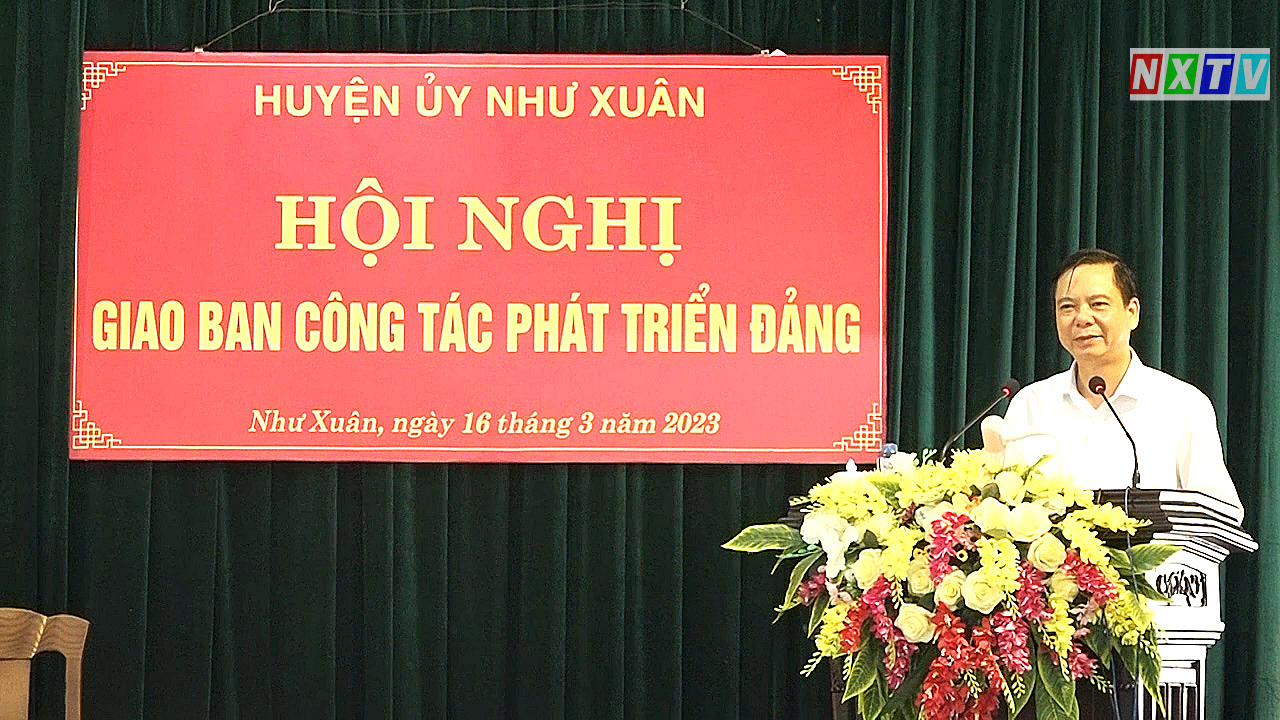 HUYỆN ỦY NHƯ XUÂN
HỘI NGHỊ
GIAO BAN CÔNG TÁC PHÁT TRIỂN ĐẢNG
Như Xuân, ngày 16 tháng 3 năm 2023
NXTV